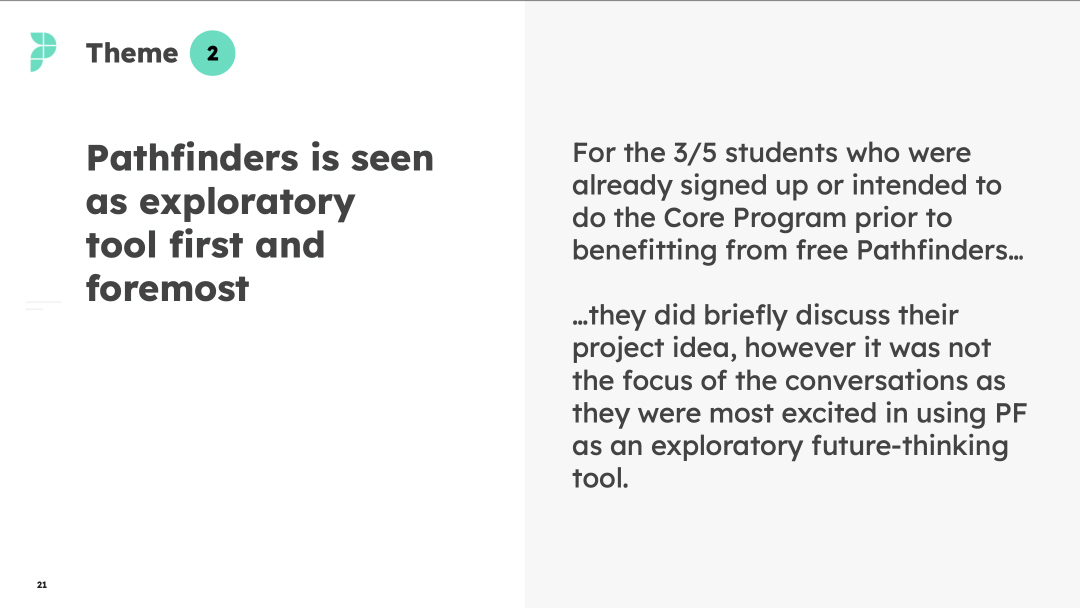 Theme 2
Pathfinders is seen
as exploratory
tool first and
foremost
For the 3/5 students who were
already signed up or intended to
do the Core Program prior to
benefitting from free Pathfinders...
...they did briefly discuss their
project idea, however it was not
the focus of the conversations as
they were most excited in using PF
as an exploratory future-thinking
tool.
21